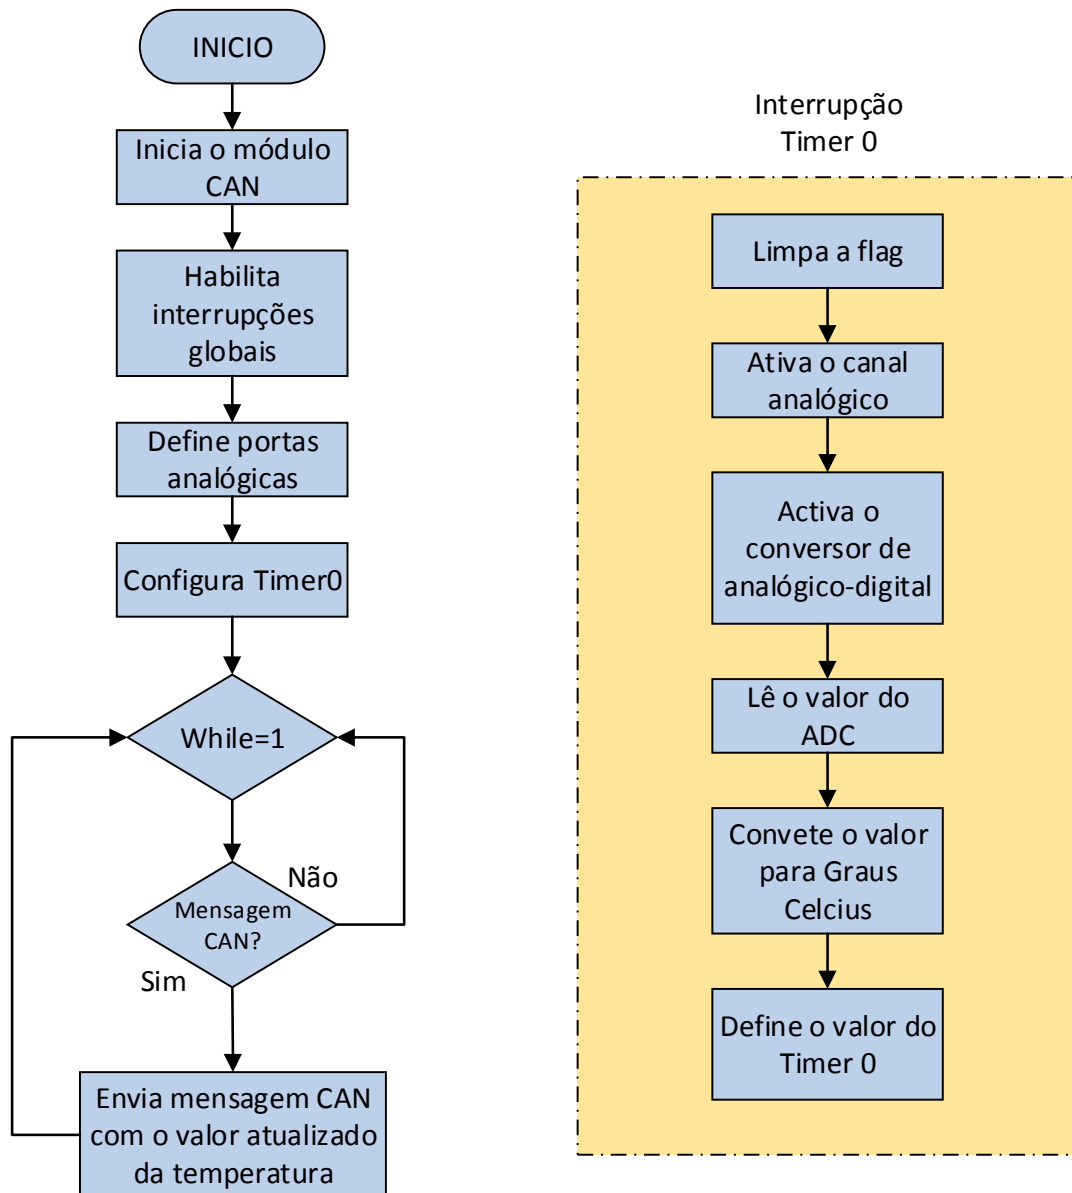 INICIO
Inicia o módulo
CAN
Habilita
interrupções
globais
Define portas
analógicas
Configura Timer0
While=1
Não
Mensagem
CAN?
Sim
Envia mensagem CAN
com o valor atualizado
da temperatura
Interrupção
Timer 0
Limpa a flag
Ativa o canal
analógico
Activa o
conversor de
analógico-digital
Lê o valor do
ADC
Convete o valor
para Graus
Celcius
Define o valor do
Timer 0